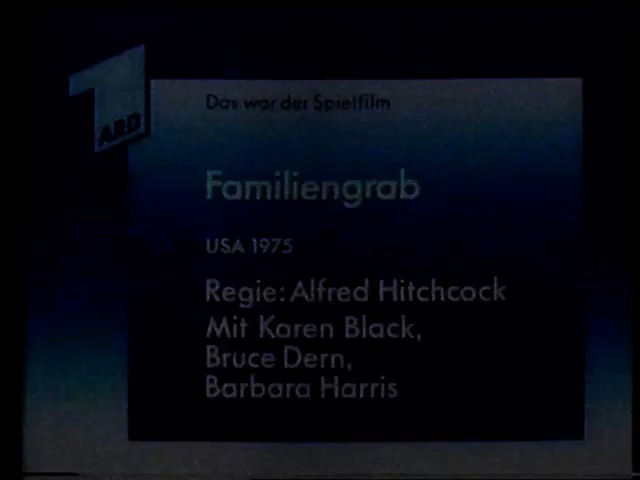 ARD
Das war der Spielfilm
Familiengrab
USA 1975
Regie: Alfred Hitchcock
Mit Karen Black,
Bruce Dern,
Barbara Harris